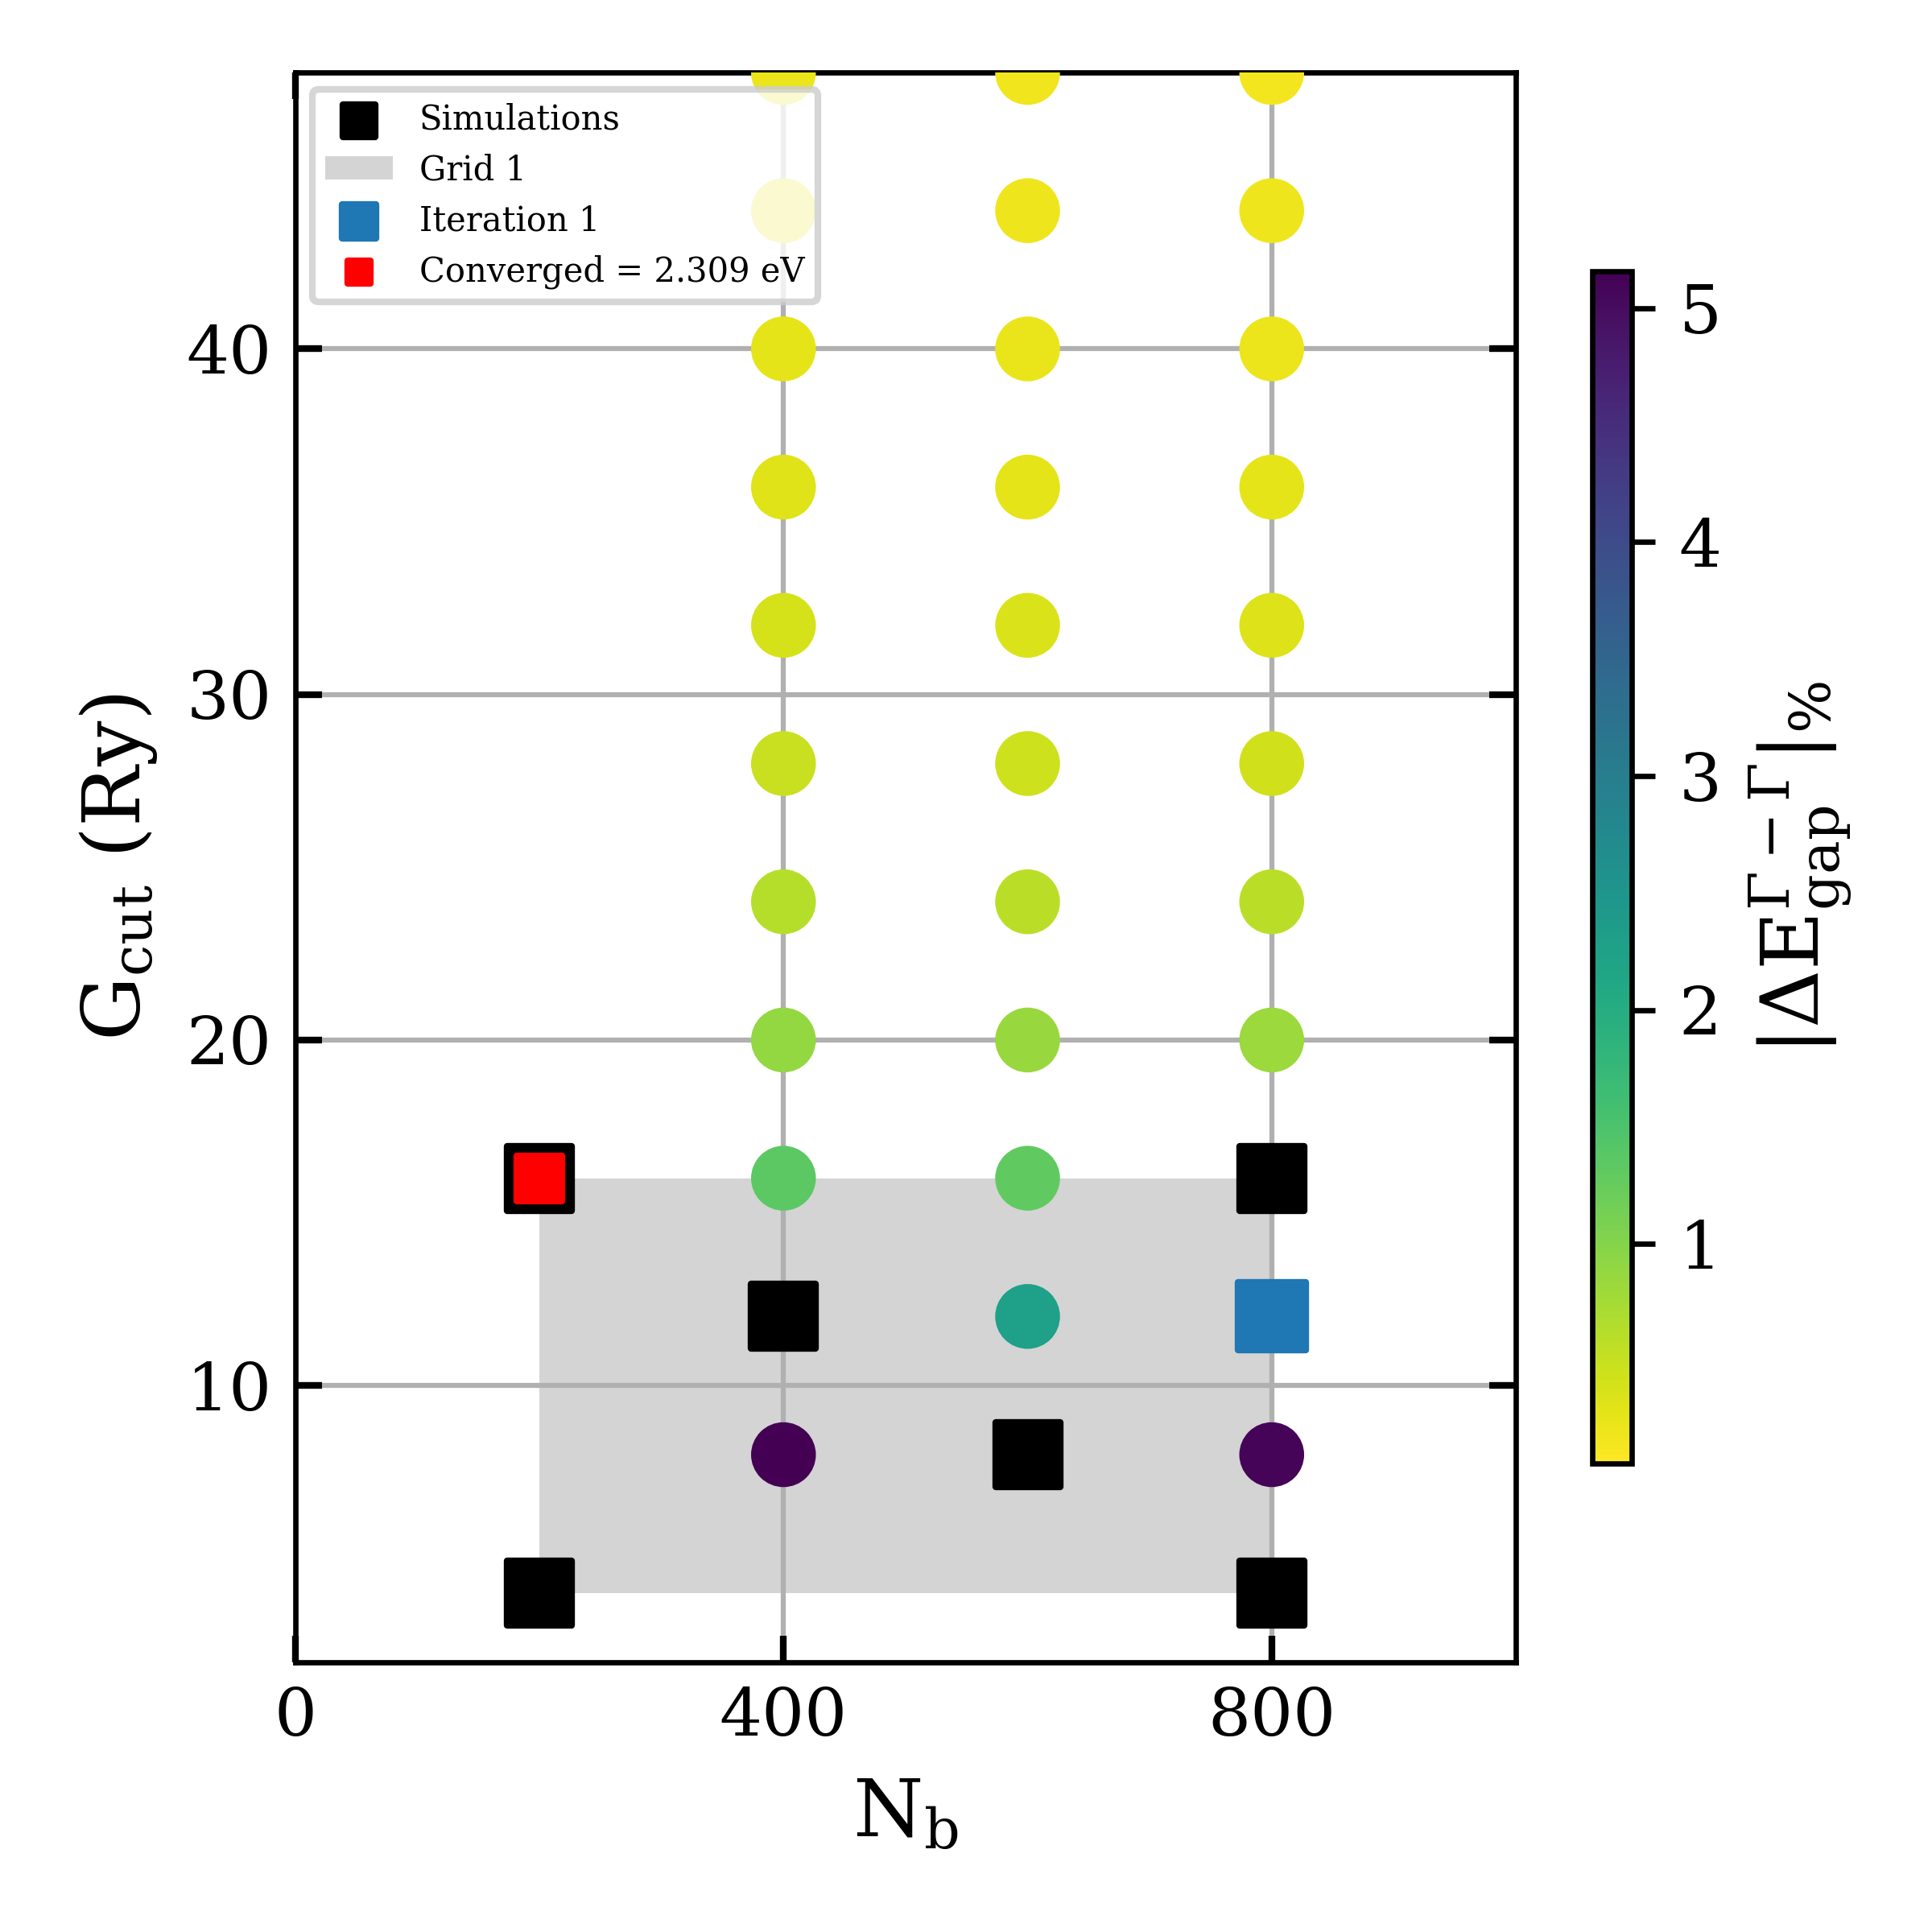 Simulations
Grid 1
Iteration 1
Converged = 2.309 eV
40
30
20
10
G_cut (Ry)
0
400
800
N_b
5
4
3
2
1
|ΔE_gap^Γ−Γ|%